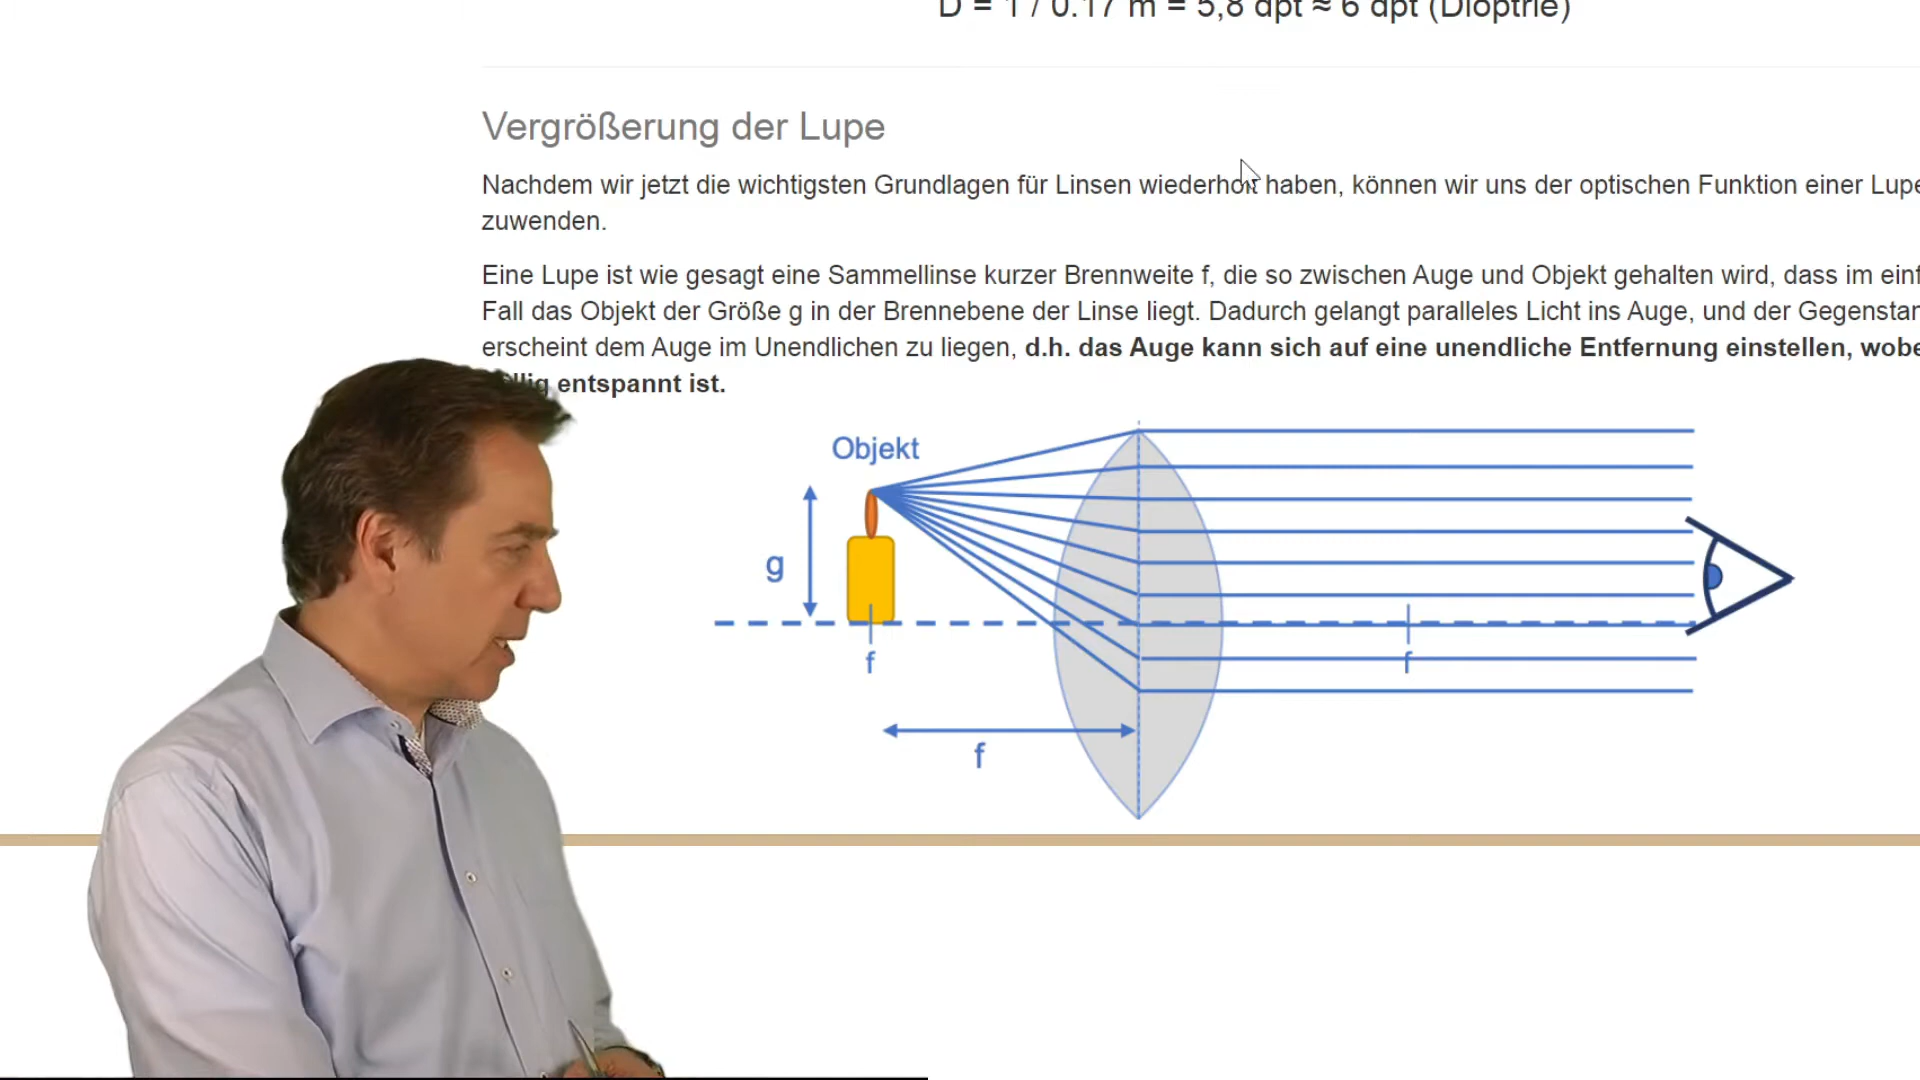 D = 1 / 0.17 m = 5,8 dpt ≈ 6 dpt (Dioptrie)
Vergrößerung der Lupe
Nachdem wir jetzt die wichtigsten Grundlagen für Linsen wiederholt haben, können wir uns der optischen Funktion einer Lupe
zuwenden.
Eine Lupe ist wie gesagt eine Sammellinse kurzer Brennweite f, die so zwischen Auge und Objekt gehalten wird, dass im
Fall das Objekt der Größe g in der Brennebene der Linse liegt. Dadurch gelangt paralleles Licht ins Auge, und der
erscheint dem Auge im Unendlichen zu liegen, d.h. das Auge kann sich auf eine unendliche Entfernung einstellen,
entspannt ist.
Objekt
g
f
f
f